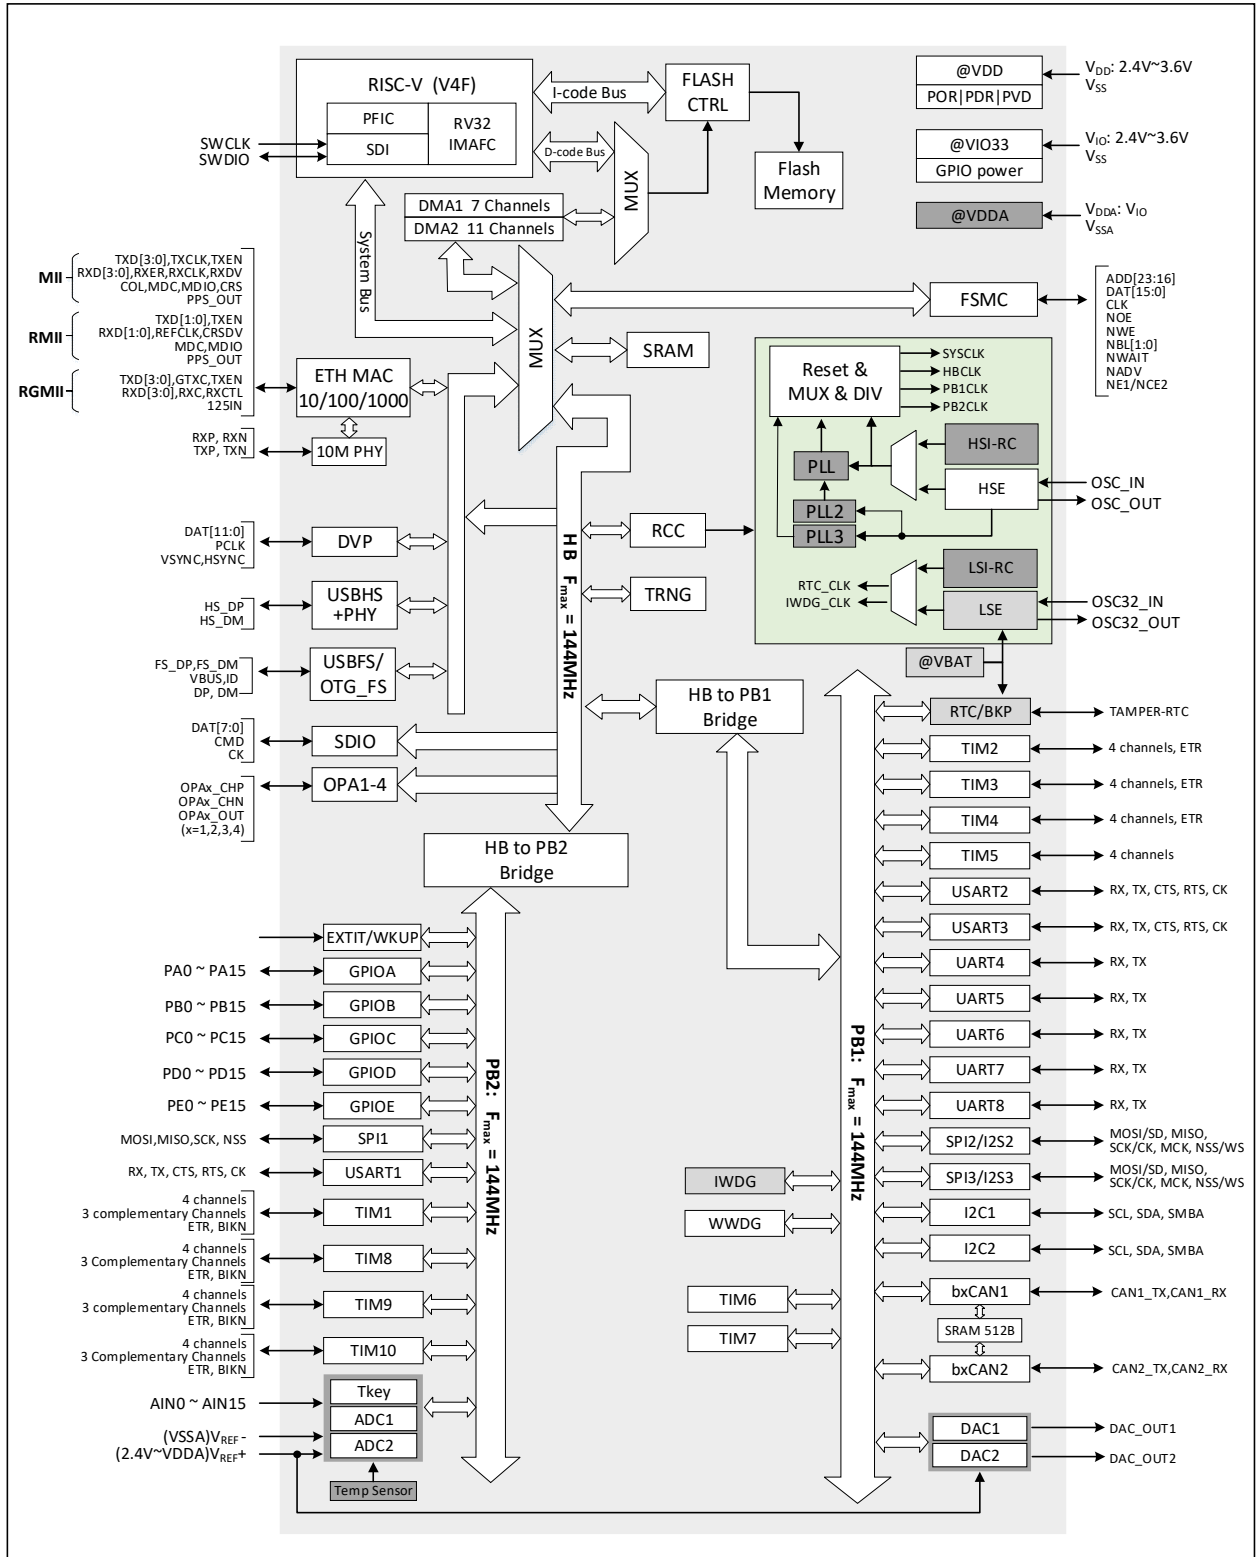 RISC-V (V4F)
PFIC
SDI
RV32
IMAFC
SWCLK
SWDIO
I-code Bus
D-code Bus
FLASH
CTRL
Flash
Memory
MUX
DMA1 7 Channels
DMA2 11 Channels
System Bus
MUX
@VDD
POR|PDR|PVD
VDD: 2.4V~3.6V
VSS
@VIO33
GPIO power
VIO: 2.4V~3.6V
VSS
@VDDA
VDDA: VIO
VSSA
MII
TXD[3:0],TXCLK,TXEN
RXD[3:0],RXER,RXCLK,RXDV
COL,MDC,MDIO,CRS
PPS_OUT
RMII
TXD[1:0],TXEN
RXD[1:0],REFCLK,CRSDV
MDC,MDIO
PPS_OUT
RGMII
TXD[3:0],GTXC,TXEN
RXD[3:0],RXC,RXCTL
125IN
ETH MAC
10/100/1000
RXP, RXN
TXP, TXN
10M PHY
FSMC
ADD[23:16]
DAT[15:0]
CLK
NOE
NWE
NBL[1:0]
NWAIT
NADV
NE1/NCE2
SRAM
Reset &
MUX & DIV
SYSCLK
HBCLK
PB1CLK
PB2CLK
HSI-RC
PLL
HSE
OSC_IN
OSC_OUT
PLL2
PLL3
LSI-RC
RTC_CLK
IWDG_CLK
LSE
OSC32_IN
OSC32_OUT
@VBAT
RCC
TRNG
HB Fmax = 144MHz
DAT[11:0]
PCLK
VSYNC,HSYNC
DVP
HS_DP
HS_DM
USBHS
+PHY
FS_DP,FS_DM
VBUS,ID
DP, DM
USBFS/
OTG_FS
DAT[7:0]
CMD
CK
SDIO
OPAx_CHP
OPAx_CHN
OPAx_OUT
(x=1,2,3,4)
OPA1-4
HB to PB1
Bridge
HB to PB2
Bridge
RTC/BKP
TAMPER-RTC
TIM2
4 channels, ETR
TIM3
4 channels, ETR
TIM4
4 channels, ETR
TIM5
4 channels
USART2
RX, TX, CTS, RTS, CK
USART3
RX, TX, CTS, RTS, CK
UART4
RX, TX
UART5
RX, TX
UART6
RX, TX
UART7
RX, TX
UART8
RX, TX
SPI2/I2S2
MOSI/SD, MISO,
SCK/CK, MCK, NSS/WS
SPI3/I2S3
MOSI/SD, MISO,
SCK/CK, MCK, NSS/WS
I2C1
SCL, SDA, SMBA
I2C2
SCL, SDA, SMBA
bxCAN1
CAN1_TX,CAN1_RX
SRAM 512B
bxCAN2
CAN2_TX,CAN2_RX
DAC1
DAC_OUT1
DAC2
DAC_OUT2
PB1: Fmax = 144MHz
IWDG
WWDG
TIM6
TIM7
EXTIT/WKUP
PA0 ~ PA15
GPIOA
PB0 ~ PB15
GPIOB
PC0 ~ PC15
GPIOC
PD0 ~ PD15
GPIOD
PE0 ~ PE15
GPIOE
MOSI,MISO,SCK, NSS
SPI1
RX, TX, CTS, RTS, CK
USART1
4 channels
3 complementary Channels
ETR, BIKN
TIM1
4 channels
3 Complementary Channels
ETR, BIKN
TIM8
4 channels
3 complementary Channels
ETR, BIKN
TIM9
4 channels
3 Complementary Channels
ETR, BIKN
TIM10
PB2: Fmax = 144MHz
AIN0 ~ AIN15
Tkey
ADC1
ADC2
(VSSA)VREF-
(2.4V~VDDA)VREF+
Temp Sensor